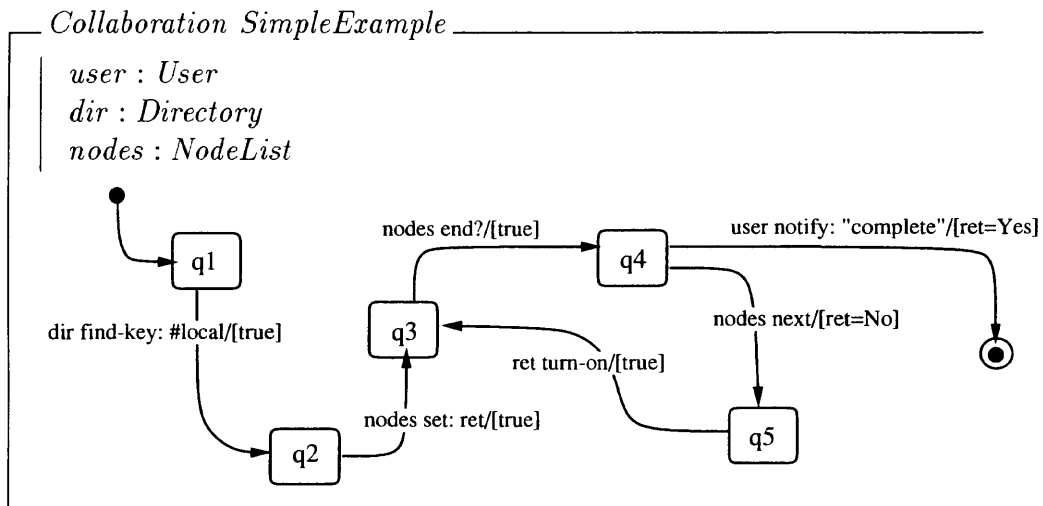 Collaboration SimpleExample
user : User
dir : Directory
nodes : NodeList
nodes end?/[true]
user notify: "complete"/[ret=Yes]
q1
q4
dir find-key: #local/[true]
q3
nodes next/[ret=No]
ret turn-on/[true]
nodes set: ret/[true]
q2
q5